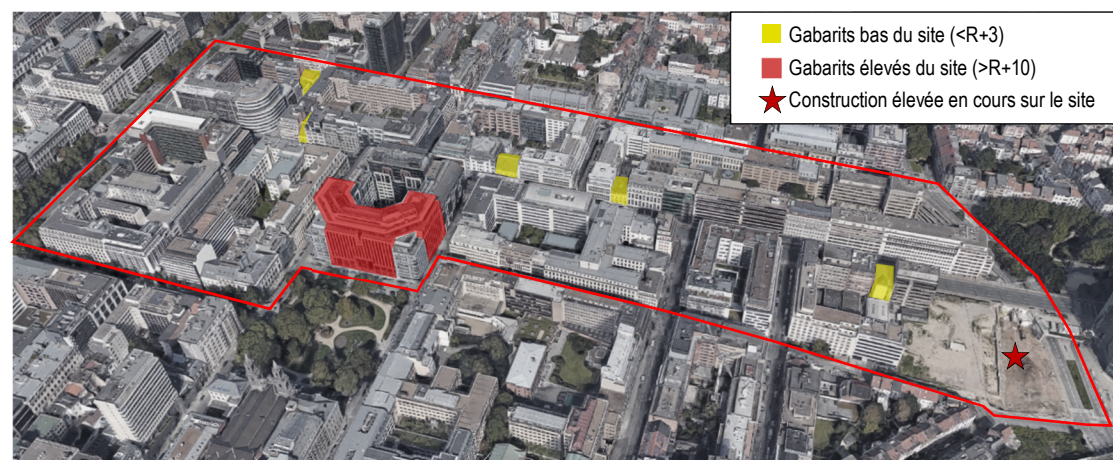 Gabarits bas du site (<R+3)
Gabarits élevés du site (>R+10)
Construction élevée en cours sur le site